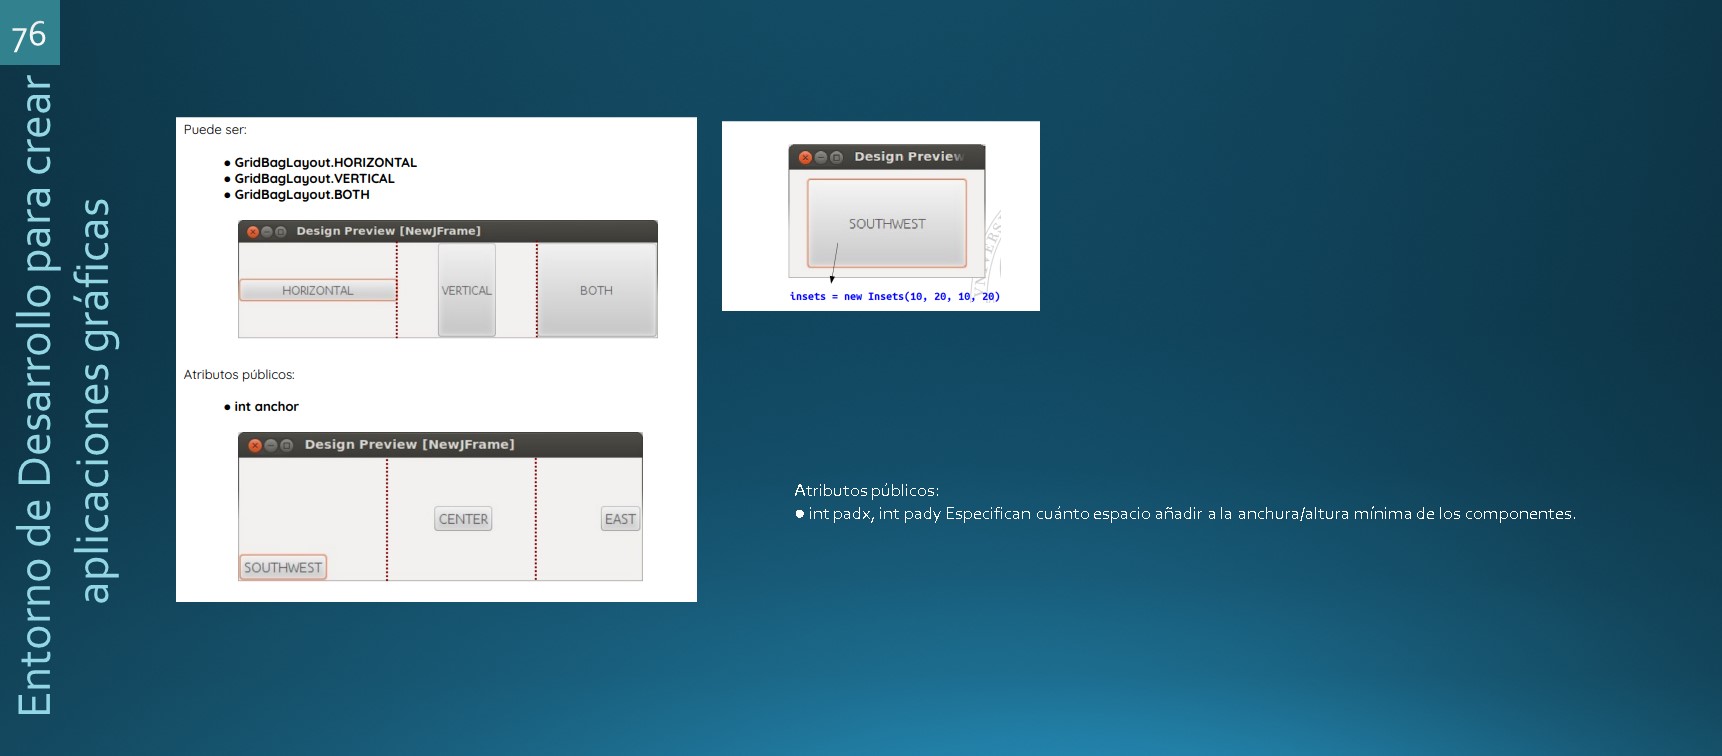 76
Entorno de Desarrollo para crear
aplicaciones gráficas
Puede ser:
● GridBagLayout.HORIZONTAL
● GridBagLayout.VERTICAL
● GridBagLayout.BOTH
Design Preview [NewJFrame]
HORIZONTAL
VERTICAL
BOTH
Atributos públicos:
● int anchor
Design Preview [NewJFrame]
CENTER
EAST
SOUTHWEST
Design Preview
SOUTHWEST
insets = new Insets(10, 20, 10, 20)
Atributos públicos:
● int padx, int pady Especifican cuánto espacio añadir a la anchura/altura mínima de los componentes.